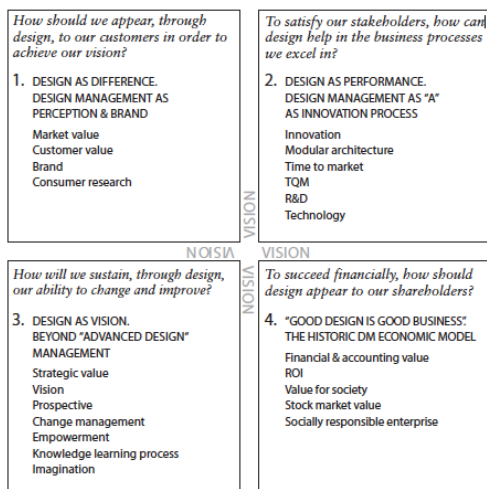 How should we appear, through
design, to our customers in order to
achieve our vision?
1. DESIGN AS DIFFERENCE.
DESIGN MANAGEMENT AS
PERCEPTION & BRAND
Market value
Customer value
Brand
Consumer research
To satisfy our stakeholders, how can
design help in the business processes
we excel in?
2. DESIGN AS PERFORMANCE.
DESIGN MANAGEMENT AS “A”
AS INNOVATION PROCESS
Innovation
Modular architecture
Time to market
TQM
R&D
Technology
VISION
VISION
VISION
VISION
How will we sustain, through design,
our ability to change and improve?
3. DESIGN AS VISION.
BEYOND “ADVANCED DESIGN”
MANAGEMENT
Strategic value
Vision
Prospective
Change management
Empowerment
Knowledge learning process
Imagination
To succeed financially, how should
design appear to our shareholders?
4. “GOOD DESIGN IS GOOD BUSINESS”.
THE HISTORIC DM ECONOMIC MODEL
Financial & accounting value
ROI
Value for society
Stock market value
Socially responsible enterprise